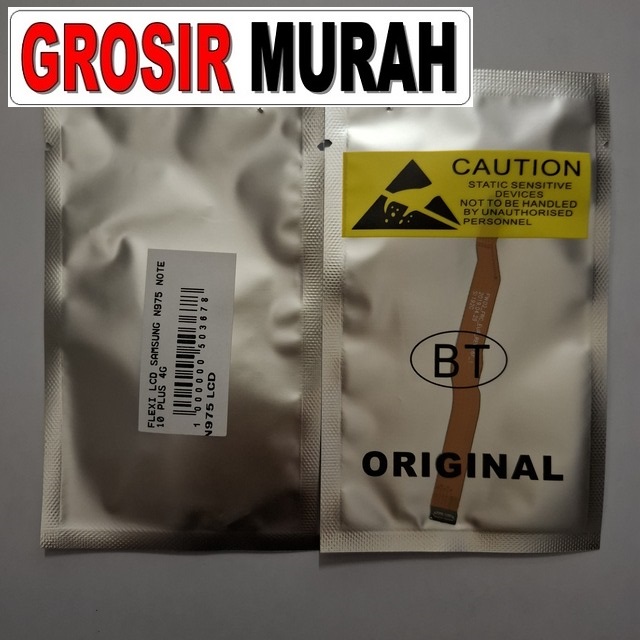 GROSIR MURAH
CAUTION
STATIC SENSITIVE
DEVICES
NOT TO BE HANDLED
BY UNAUTHORISED
PERSONNEL
FLEXI LCD SAMSUNG N975 NOTE
10 PLUS 4G
1 000000 503678
N975 LCD
BT
ORIGINAL